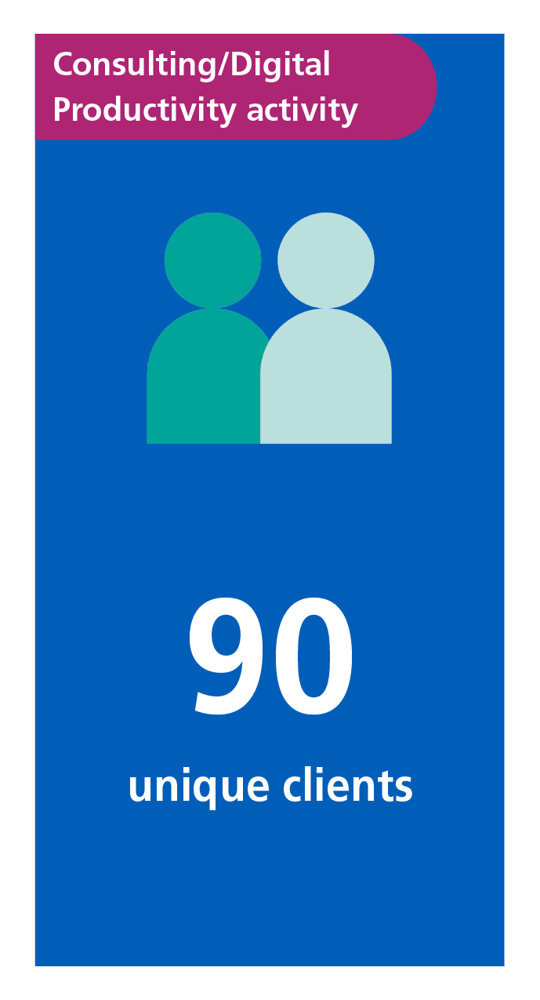 Consulting/Digital
Productivity activity
90
unique clients